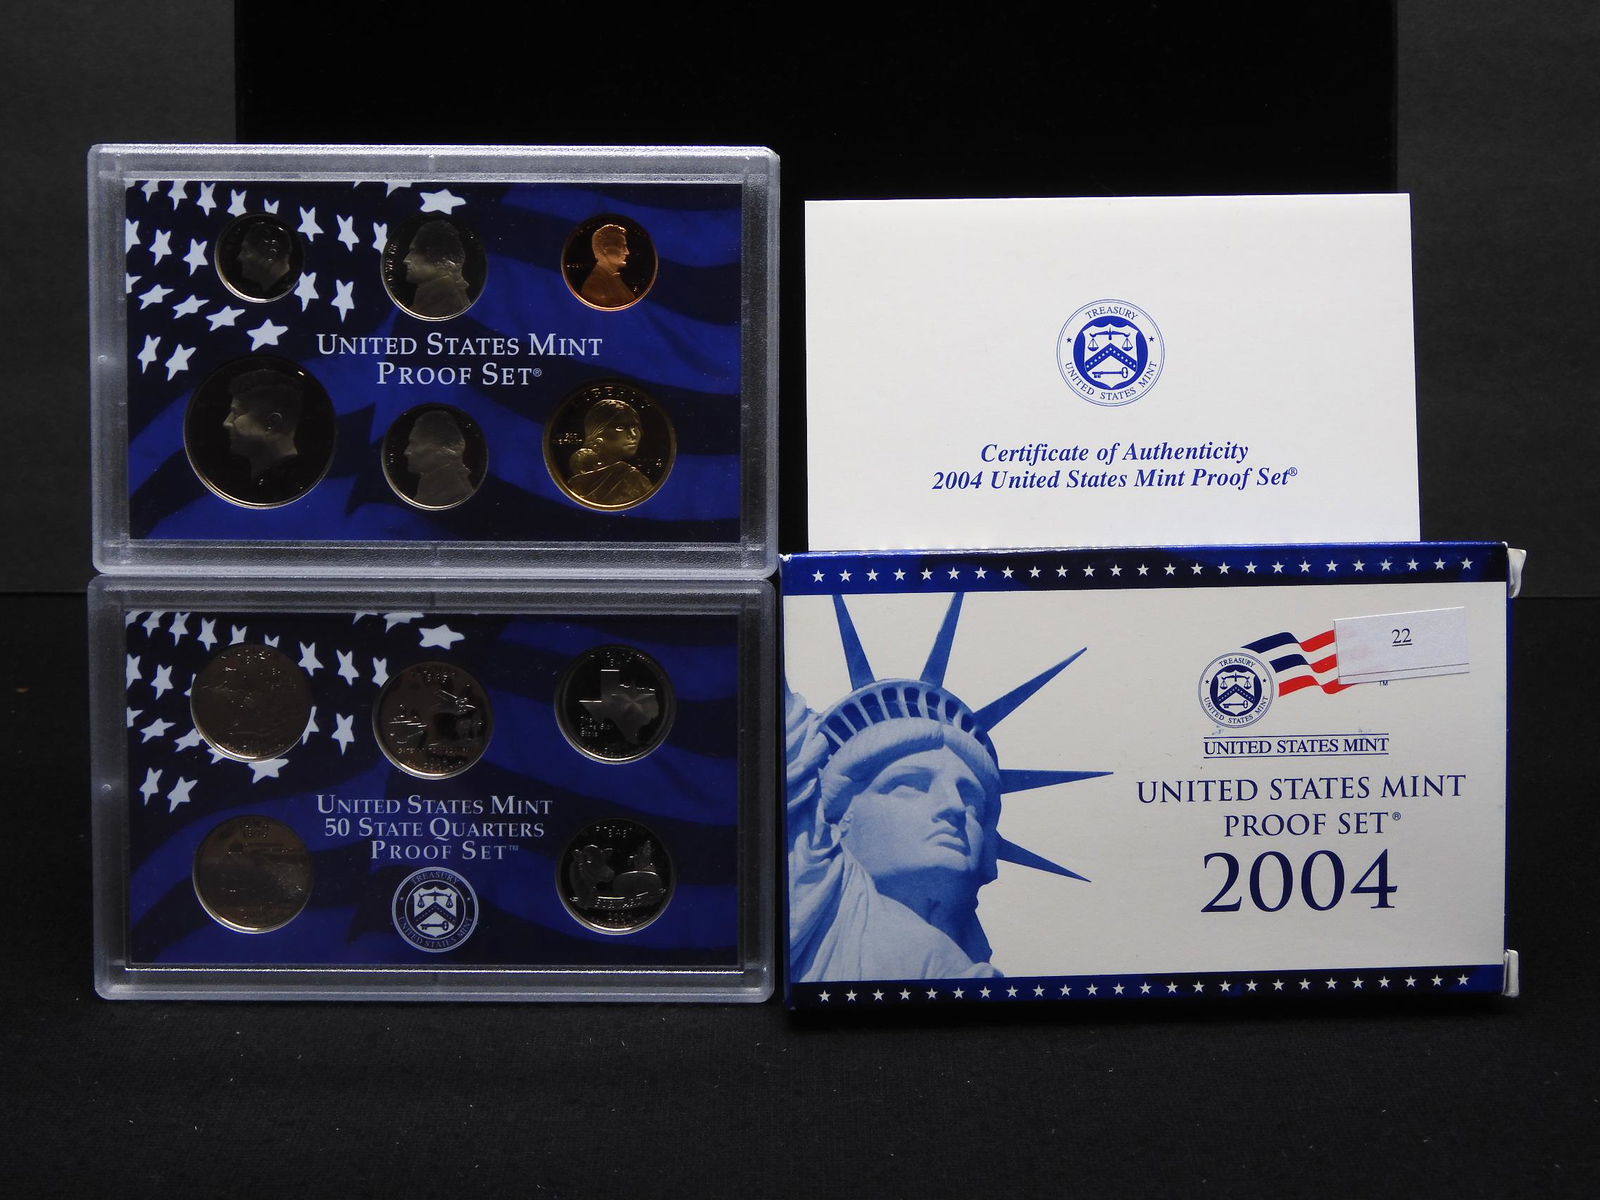 UNITED STATES MINT
PROOF SET®
LIBERTY
UNITED STATES MINT
50 STATE QUARTERS
PROOF SET™
TREASURY
UNITED STATES MINT
TREASURY
UNITED STATES MINT
Certificate of Authenticity
2004 United States Mint Proof Set®
22
TREASURY
UNITED STATES MINT
TM
UNITED STATES MINT
UNITED STATES MINT
PROOF SET®
2004